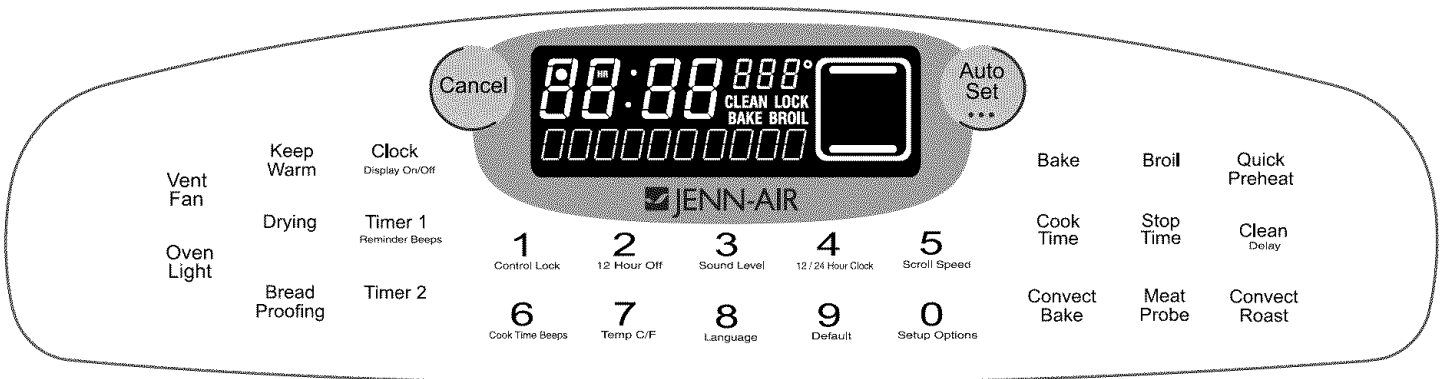 Cancel
88:88 888°
HR
CLEAN LOCK
BAKE BROIL
Auto
Set
...
JENN-AIR
Vent
Fan
Oven
Light
Keep
Warm
Clock
Display On/Off
Drying
Timer 1
Reminder Beeps
Bread
Proofing
Timer 2
1
Control Lock
2
12 Hour Off
3
Sound Level
4
12 / 24 Hour Clock
5
Scroll Speed
6
Cook Time Beeps
7
Temp C/F
8
Language
9
Default
0
Setup Options
Bake
Broil
Quick
Preheat
Cook
Time
Stop
Time
Clean
Delay
Convect
Bake
Meat
Probe
Convect
Roast